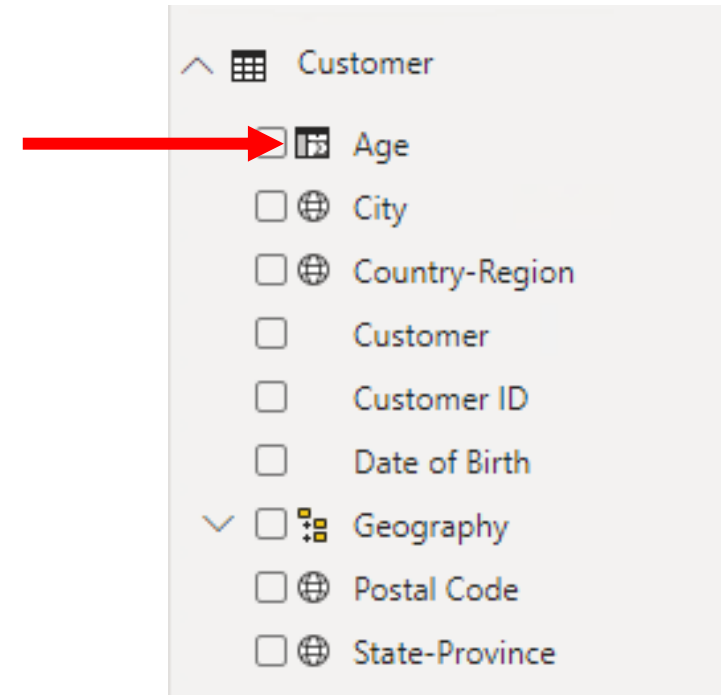 Customer
Age
City
Country-Region
Customer
Customer ID
Date of Birth
Geography
Postal Code
State-Province